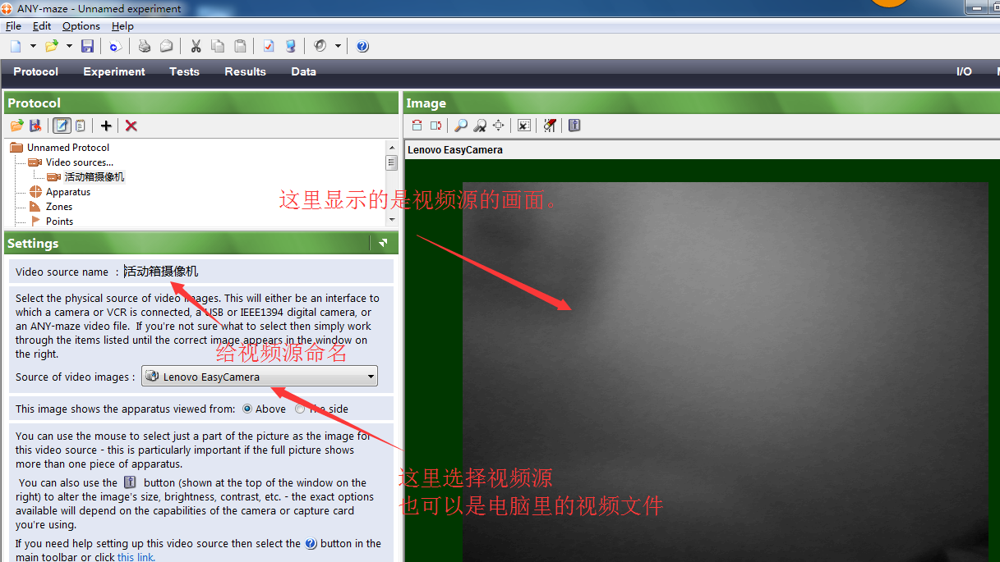 ANY-maze - Unnamed experiment
File Edit Options Help
Protocol Experiment Tests Results Data I/O
Protocol
Unnamed Protocol
Video sources...
活动箱摄像机
Apparatus
Zones
Points
Settings
Video source name : 活动箱摄像机
Select the physical source of video images. This will either be an interface to
which a camera or VCR is connected, a USB or IEEE1394 digital camera, or
an ANY-maze video file. If you're not sure what to select then simply work
through the items listed until the correct image appears in the window on
the right.
给视频源命名
Source of video images : Lenovo EasyCamera
This image shows the apparatus viewed from: Above The side
You can use the mouse to select just a part of the picture as the image for
this video source - this is particularly important if the full picture shows
more than one piece of apparatus.
You can also use the button (shown at the top of the window on the
right) to alter the image's size, brightness, contrast, etc. - the exact options
available will depend on the capabilities of the camera or capture card
you're using.
If you need help setting up this video source then select the button in the
main toolbar or click this link.
Image
Lenovo EasyCamera
这里显示的是视频源的画面。
这里选择视频源
也可以是电脑里的视频文件